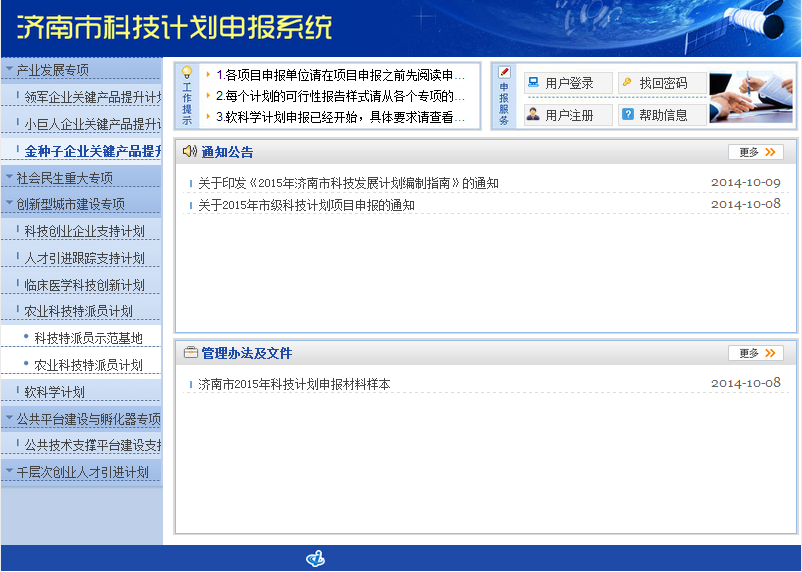 济南市科技计划申报系统
产业发展专项
领军企业关键产品提升计
小巨人企业关键产品提升
金种子企业关键产品提升
社会民生重大专项
创新型城市建设专项
科技创业企业支持计划
人才引进跟踪支持计划
临床医学科技创新计划
农业科技特派员计划
科技特派员示范基地
农业科技特派员计划
软科学计划
公共平台建设与孵化器专项
公共技术支撑平台建设支
千层次创业人才引进计划
工作提示
1.各项目申报单位请在项目申报之前先阅读申...
2.每个计划的可行性报告样式请从各个专项的...
3.软科学计划申报已经开始，具体要求请查看...
申报服务
用户登录
找回密码
用户注册
帮助信息
通知公告
更多
关于印发《2015年济南市科技发展计划编制指南》的通知 2014-10-09
关于2015年市级科技计划项目申报的通知 2014-10-08
管理办法及文件
更多
济南市2015年科技计划申报材料样本 2014-10-08